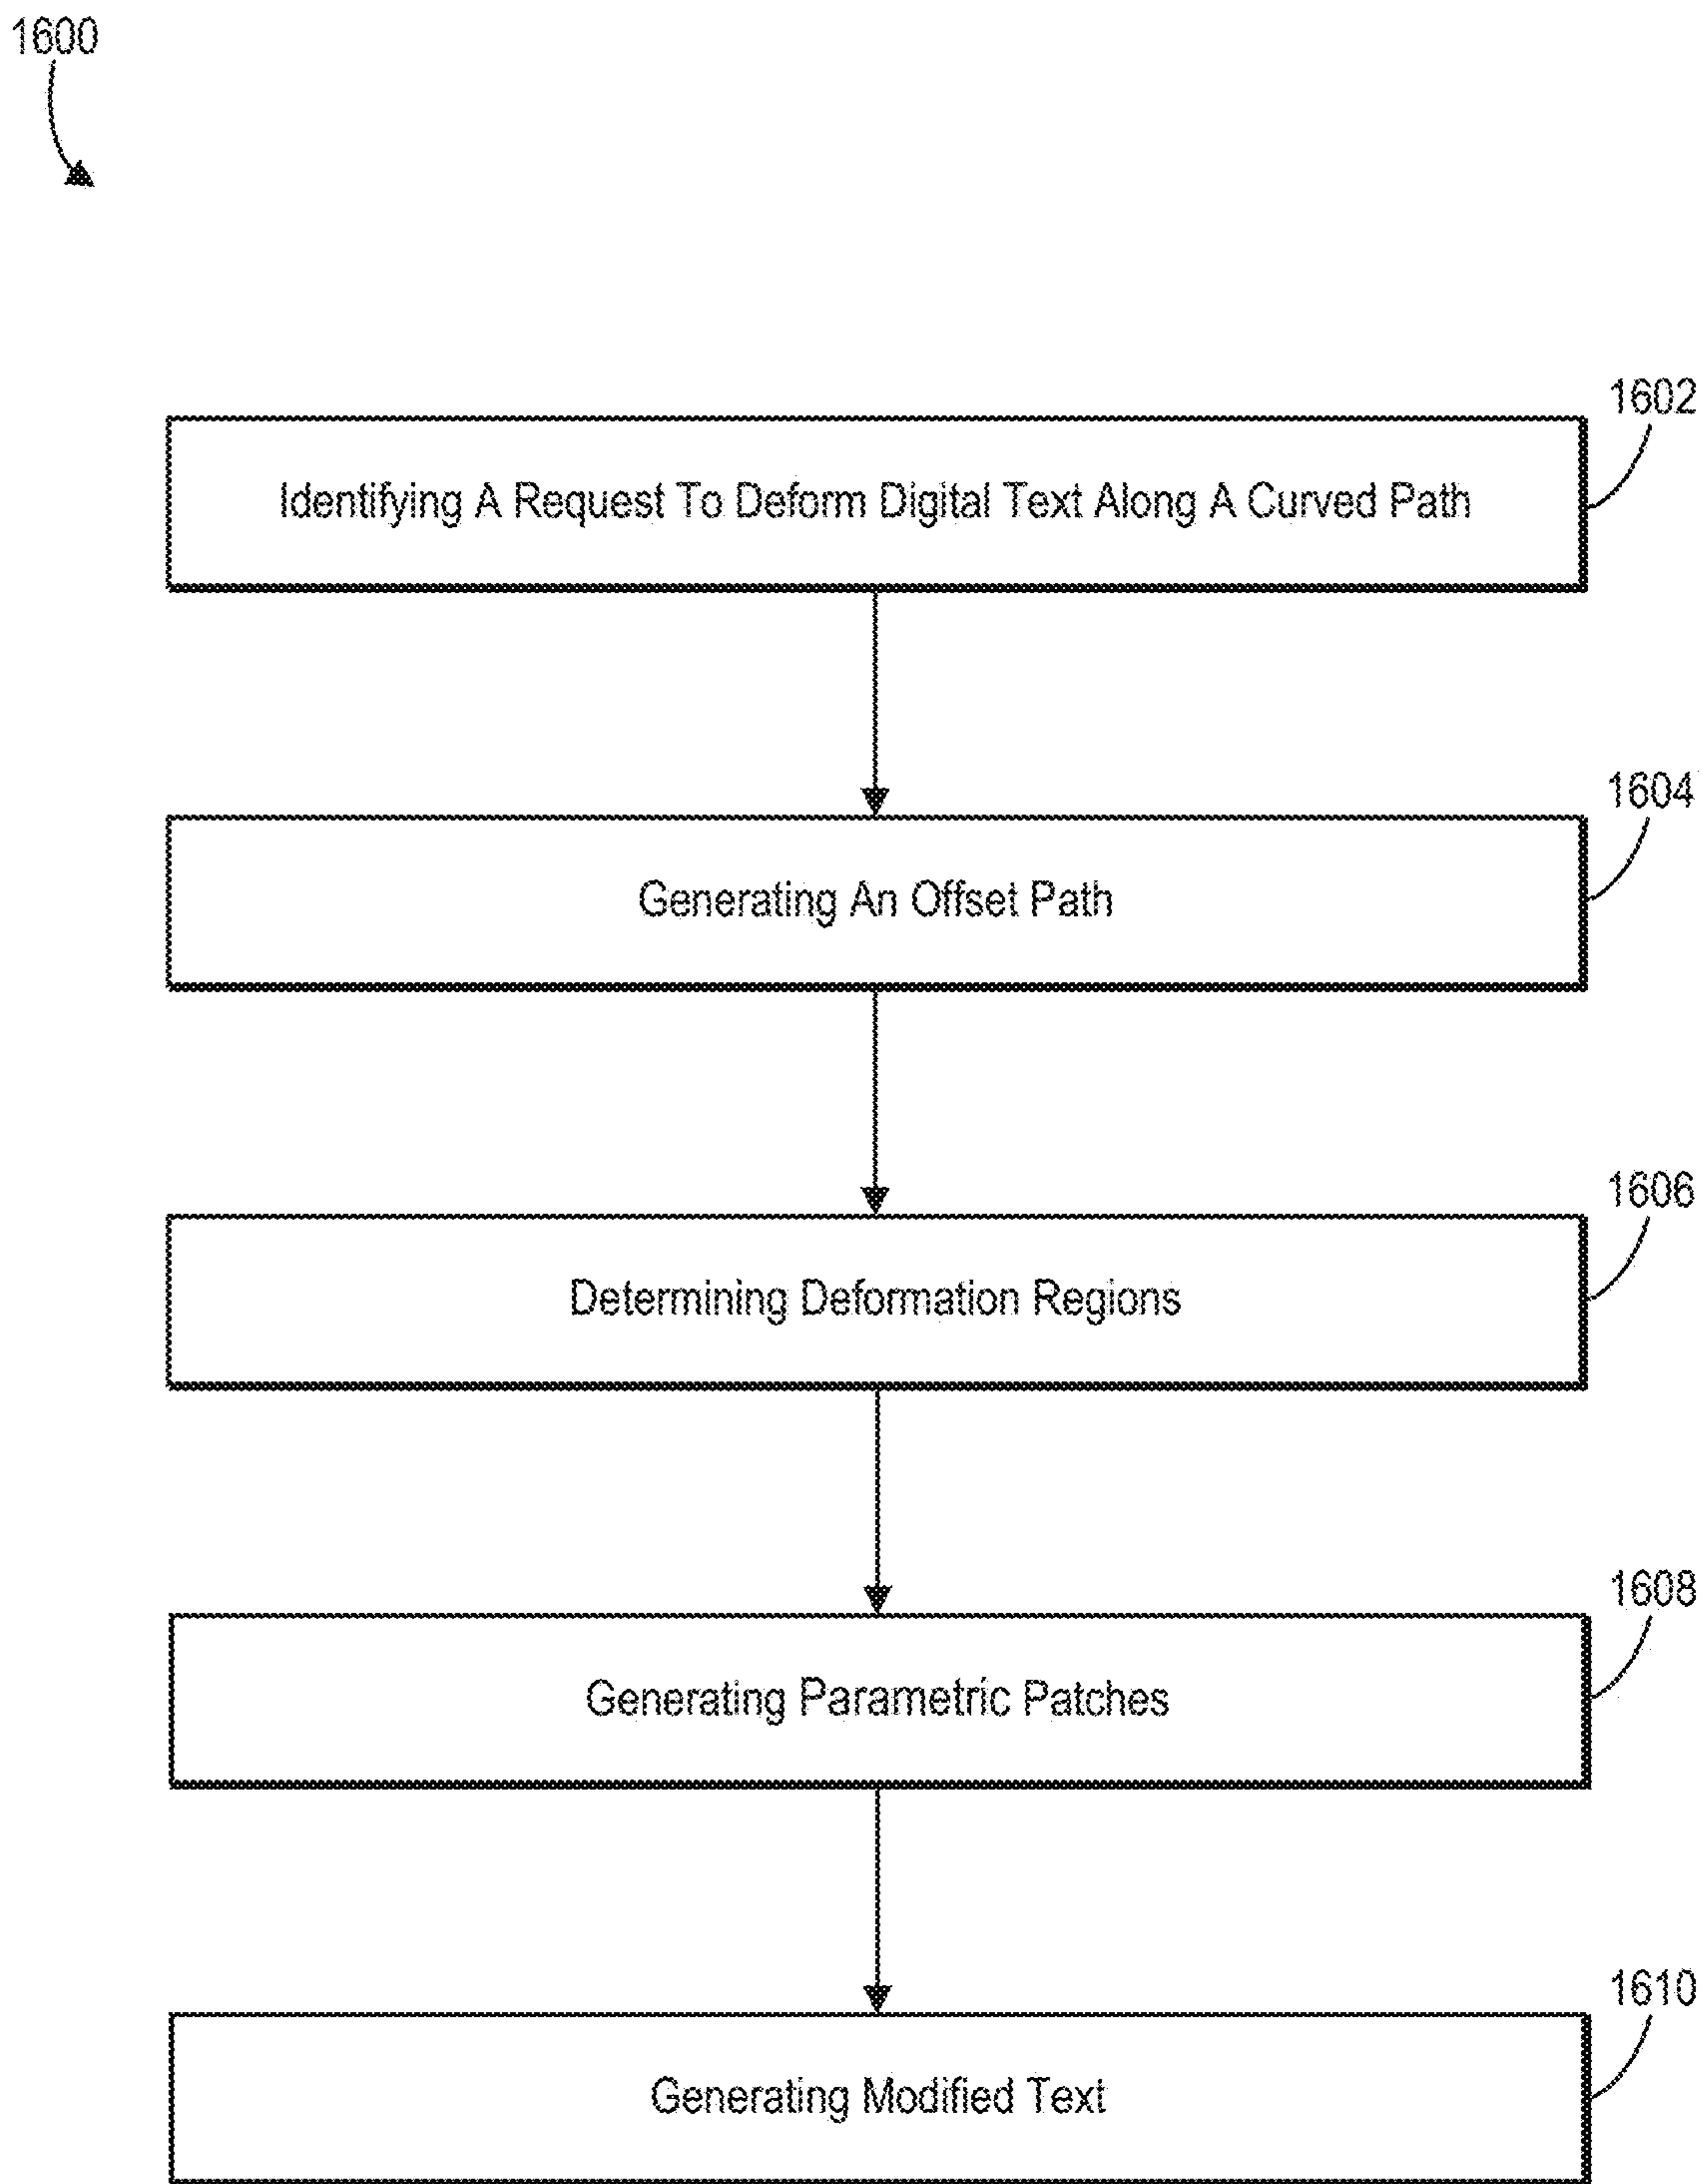 1600
1602
Identifying A Request To Deform Digital Text Along A Curved Path
1604
Generating An Offset Path
1606
Determining Deformation Regions
1608
Generating Parametric Patches
1610
Generating Modified Text